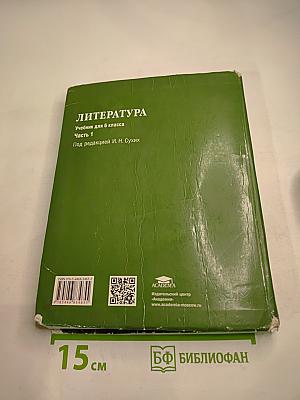 ЛИТЕРАТУРА
Учебник для 6 класса
Часть 1
Под редакцией И. Н. Сухих
ACADEMA
Издательский центр
«Академия»
www.academia-moscow.ru
15 см
БФ БИБЛИОФАН